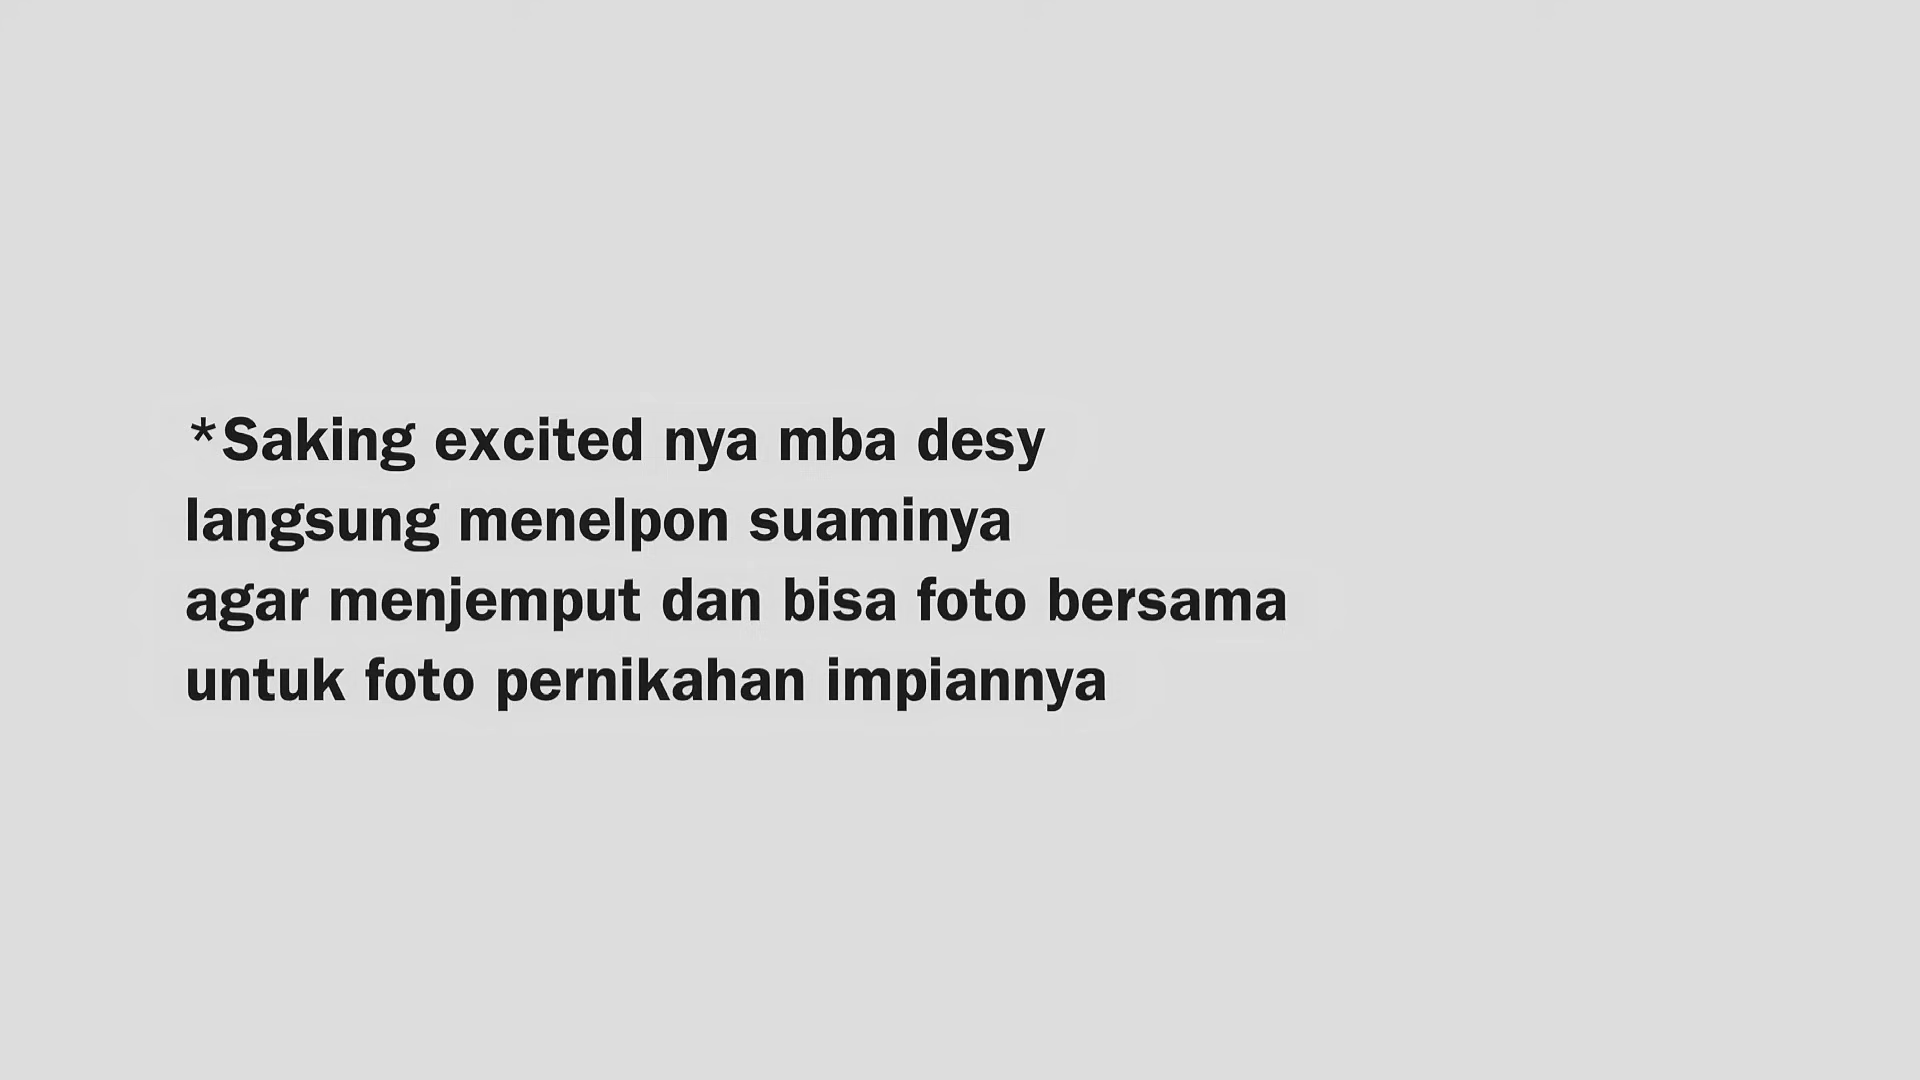 *Saking excited nya mba desy
langsung menelpon suaminya
agar menjemput dan bisa foto bersama
untuk foto pernikahan impiannya